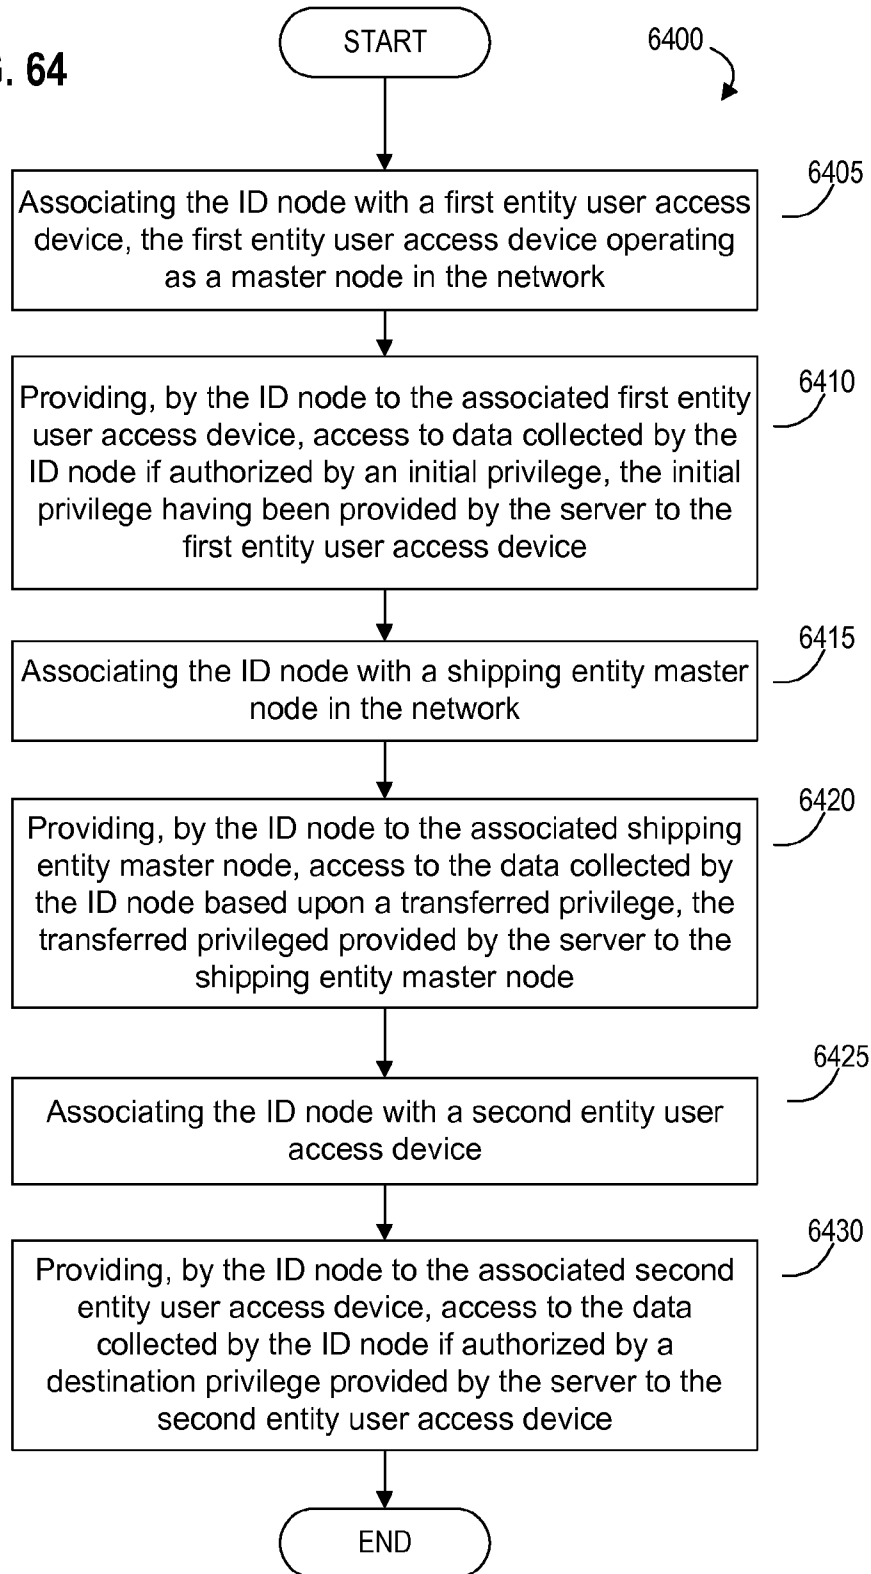 G. 64
START
6400
6405
Associating the ID node with a first entity user access
device, the first entity user access device operating
as a master node in the network
6410
Providing, by the ID node to the associated first entity
user access device, access to data collected by the
ID node if authorized by an initial privilege, the initial
privilege having been provided by the server to the
first entity user access device
6415
Associating the ID node with a shipping entity master
node in the network
6420
Providing, by the ID node to the associated shipping
entity master node, access to the data collected by
the ID node based upon a transferred privilege, the
transferred privileged provided by the server to the
shipping entity master node
6425
Associating the ID node with a second entity user
access device
6430
Providing, by the ID node to the associated second
entity user access device, access to the data
collected by the ID node if authorized by a
destination privilege provided by the server to the
second entity user access device
END